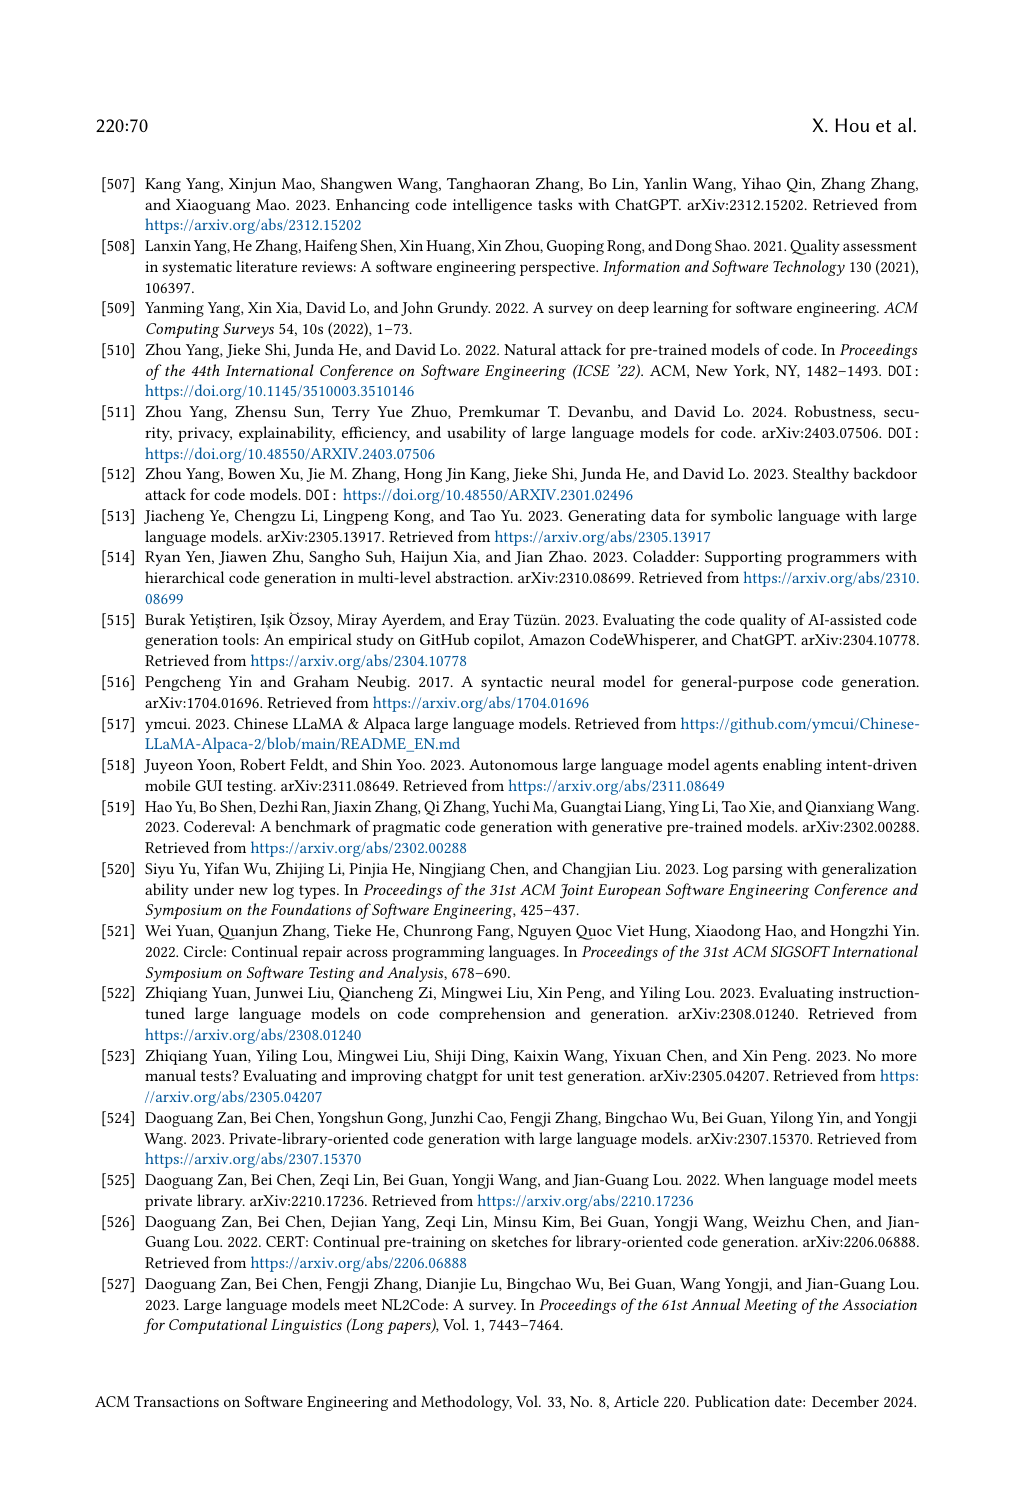 220:70
X. Hou et al.
[507] Kang Yang, Xinjun Mao, Shangwen Wang, Tanghaoran Zhang, Bo Lin, Yanlin Wang, Yihao Qin, Zhang Zhang,
and Xiaoguang Mao. 2023. Enhancing code intelligence tasks with ChatGPT. arXiv:2312.15202. Retrieved from
https://arxiv.org/abs/2312.15202
[508] Lanxin Yang, He Zhang, Haifeng Shen, Xin Huang, Xin Zhou, Guoping Rong, and Dong Shao. 2021. Quality assessment
in systematic literature reviews: A software engineering perspective. Information and Software Technology 130 (2021),
106397.
[509] Yanming Yang, Xin Xia, David Lo, and John Grundy. 2022. A survey on deep learning for software engineering. ACM
Computing Surveys 54, 10s (2022), 1–73.
[510] Zhou Yang, Jieke Shi, Junda He, and David Lo. 2022. Natural attack for pre-trained models of code. In Proceedings
of the 44th International Conference on Software Engineering (ICSE ’22). ACM, New York, NY, 1482–1493. DOI:
https://doi.org/10.1145/3510003.3510146
[511] Zhou Yang, Zhensu Sun, Terry Yue Zhuo, Premkumar T. Devanbu, and David Lo. 2024. Robustness, secu-
rity, privacy, explainability, efficiency, and usability of large language models for code. arXiv:2403.07506. DOI:
https://doi.org/10.48550/ARXIV.2403.07506
[512] Zhou Yang, Bowen Xu, Jie M. Zhang, Hong Jin Kang, Jieke Shi, Junda He, and David Lo. 2023. Stealthy backdoor
attack for code models. DOI: https://doi.org/10.48550/ARXIV.2301.02496
[513] Jiacheng Ye, Chengzu Li, Lingpeng Kong, and Tao Yu. 2023. Generating data for symbolic language with large
language models. arXiv:2305.13917. Retrieved from https://arxiv.org/abs/2305.13917
[514] Ryan Yen, Jiawen Zhu, Sangho Suh, Haijun Xia, and Jian Zhao. 2023. Coladder: Supporting programmers with
hierarchical code generation in multi-level abstraction. arXiv:2310.08699. Retrieved from https://arxiv.org/abs/2310.
08699
[515] Burak Yetiştiren, Işik Özsoy, Miray Ayerdem, and Eray Tüzün. 2023. Evaluating the code quality of AI-assisted code
generation tools: An empirical study on GitHub copilot, Amazon CodeWhisperer, and ChatGPT. arXiv:2304.10778.
Retrieved from https://arxiv.org/abs/2304.10778
[516] Pengcheng Yin and Graham Neubig. 2017. A syntactic neural model for general-purpose code generation.
arXiv:1704.01696. Retrieved from https://arxiv.org/abs/1704.01696
[517] ymcui. 2023. Chinese LLaMA & Alpaca large language models. Retrieved from https://github.com/ymcui/Chinese-
LLaMA-Alpaca-2/blob/main/README_EN.md
[518] Juyeon Yoon, Robert Feldt, and Shin Yoo. 2023. Autonomous large language model agents enabling intent-driven
mobile GUI testing. arXiv:2311.08649. Retrieved from https://arxiv.org/abs/2311.08649
[519] Hao Yu, Bo Shen, Dezhi Ran, Jiaxin Zhang, Qi Zhang, Yuchi Ma, Guangtai Liang, Ying Li, Tao Xie, and Qianxiang Wang.
2023. Codereval: A benchmark of pragmatic code generation with generative pre-trained models. arXiv:2302.00288.
Retrieved from https://arxiv.org/abs/2302.00288
[520] Siyu Yu, Yifan Wu, Zhijing Li, Pinjia He, Ningjiang Chen, and Changjian Liu. 2023. Log parsing with generalization
ability under new log types. In Proceedings of the 31st ACM Joint European Software Engineering Conference and
Symposium on the Foundations of Software Engineering, 425–437.
[521] Wei Yuan, Quanjun Zhang, Tieke He, Chunrong Fang, Nguyen Quoc Viet Hung, Xiaodong Hao, and Hongzhi Yin.
2022. Circle: Continual repair across programming languages. In Proceedings of the 31st ACM SIGSOFT International
Symposium on Software Testing and Analysis, 678–690.
[522] Zhiqiang Yuan, Junwei Liu, Qiancheng Zi, Mingwei Liu, Xin Peng, and Yiling Lou. 2023. Evaluating instruction-
tuned large language models on code comprehension and generation. arXiv:2308.01240. Retrieved from
https://arxiv.org/abs/2308.01240
[523] Zhiqiang Yuan, Yiling Lou, Mingwei Liu, Shiji Ding, Kaixin Wang, Yixuan Chen, and Xin Peng. 2023. No more
manual tests? Evaluating and improving chatgpt for unit test generation. arXiv:2305.04207. Retrieved from https:
//arxiv.org/abs/2305.04207
[524] Daoguang Zan, Bei Chen, Yongshun Gong, Junzhi Cao, Fengji Zhang, Bingchao Wu, Bei Guan, Yilong Yin, and Yongji
Wang. 2023. Private-library-oriented code generation with large language models. arXiv:2307.15370. Retrieved from
https://arxiv.org/abs/2307.15370
[525] Daoguang Zan, Bei Chen, Zeqi Lin, Bei Guan, Yongji Wang, and Jian-Guang Lou. 2022. When language model meets
private library. arXiv:2210.17236. Retrieved from https://arxiv.org/abs/2210.17236
[526] Daoguang Zan, Bei Chen, Dejian Yang, Zeqi Lin, Minsu Kim, Bei Guan, Yongji Wang, Weizhu Chen, and Jian-
Guang Lou. 2022. CERT: Continual pre-training on sketches for library-oriented code generation. arXiv:2206.06888.
Retrieved from https://arxiv.org/abs/2206.06888
[527] Daoguang Zan, Bei Chen, Fengji Zhang, Dianjie Lu, Bingchao Wu, Bei Guan, Wang Yongji, and Jian-Guang Lou.
2023. Large language models meet NL2Code: A survey. In Proceedings of the 61st Annual Meeting of the Association
for Computational Linguistics (Long papers), Vol. 1, 7443–7464.
ACM Transactions on Software Engineering and Methodology, Vol. 33, No. 8, Article 220. Publication date: December 2024.